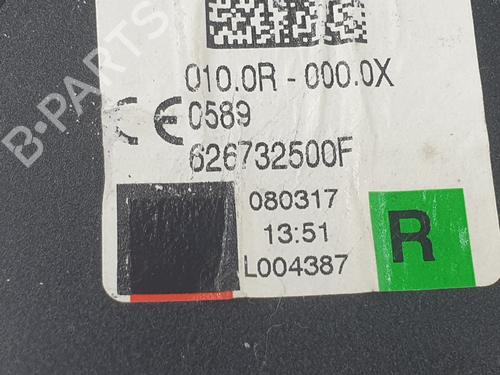 B-PARTS
010.0R - 000.0X
CE 0589
626732500F
080317
13:51
L004387
R